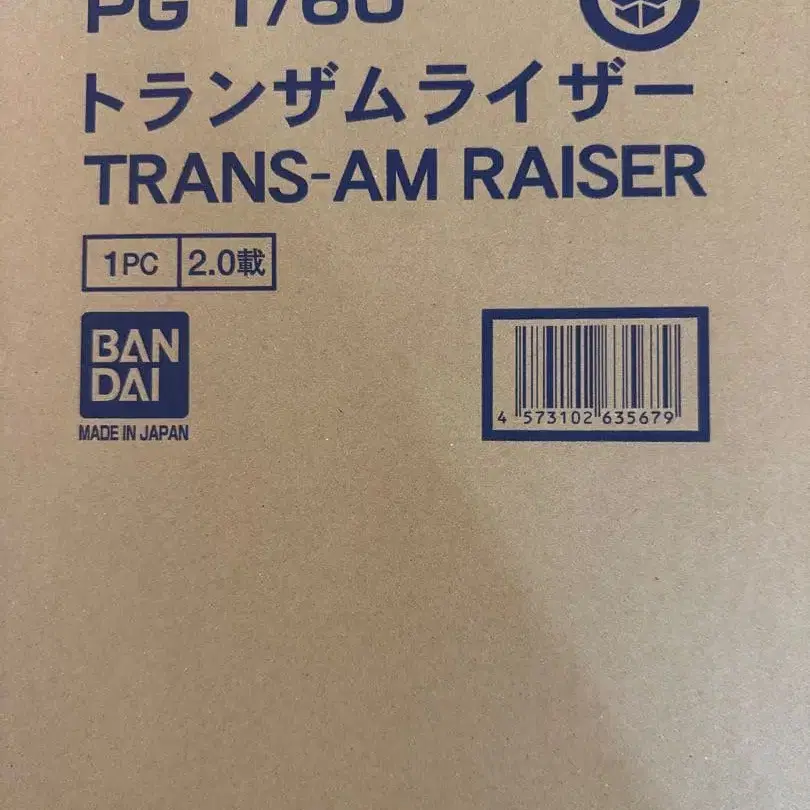 PG 1/60
トランザムライザー
TRANS-AM RAISER
1PC 2.0載
BAN
DAI
MADE IN JAPAN
4 573102 635679